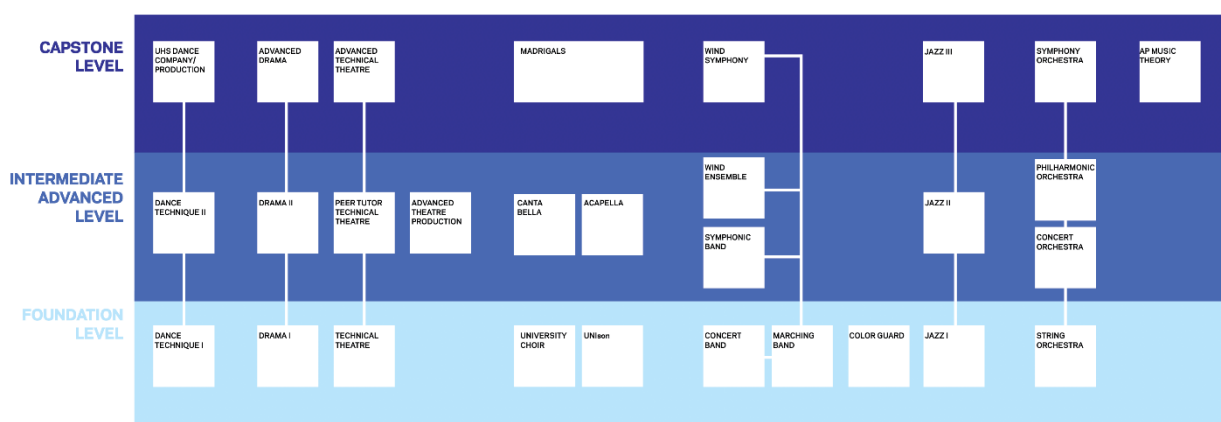 CAPSTONE
LEVEL
UHS DANCE
COMPANY/
PRODUCTION
ADVANCED
DRAMA
ADVANCED
TECHNICAL
THEATRE
MADRIGALS
WIND
SYMPHONY
JAZZ III
SYMPHONY
ORCHESTRA
AP MUSIC
THEORY
INTERMEDIATE
ADVANCED
LEVEL
DANCE
TECHNIQUE II
DRAMA II
PEER TUTOR
TECHNICAL
THEATRE
ADVANCED
THEATRE
PRODUCTION
CANTA
BELLA
ACAPELLA
WIND
ENSEMBLE
SYMPHONIC
BAND
JAZZ II
PHILHARMONIC
ORCHESTRA
CONCERT
ORCHESTRA
FOUNDATION
LEVEL
DANCE
TECHNIQUE I
DRAMA I
TECHNICAL
THEATRE
UNIVERSITY
CHOIR
UNIson
CONCERT
BAND
MARCHING
BAND
COLOR GUARD
JAZZ I
STRING
ORCHESTRA